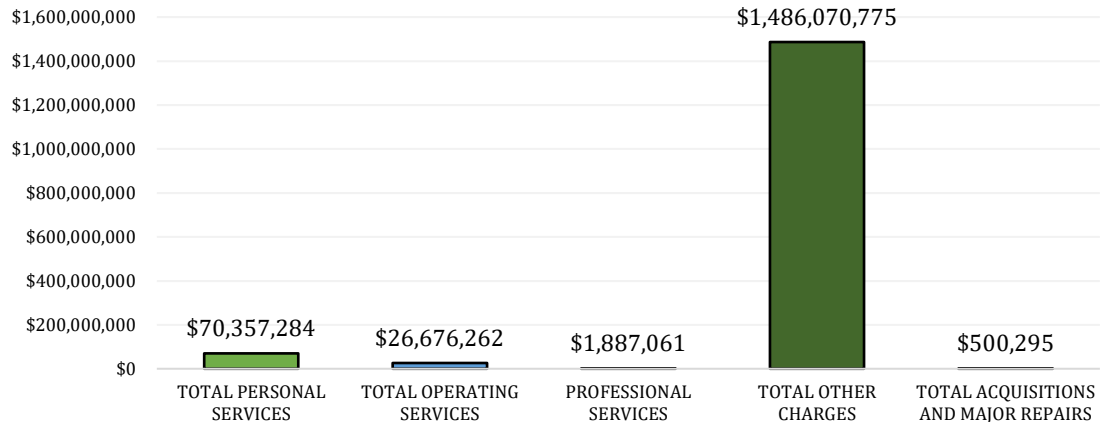 $1,600,000,000
$1,400,000,000
$1,200,000,000
$1,000,000,000
$800,000,000
$600,000,000
$400,000,000
$200,000,000
$0
$70,357,284
$26,676,262
$1,887,061
$1,486,070,775
$500,295
TOTAL PERSONAL
SERVICES
TOTAL OPERATING
SERVICES
PROFESSIONAL
SERVICES
TOTAL OTHER
CHARGES
TOTAL ACQUISITIONS
AND MAJOR REPAIRS